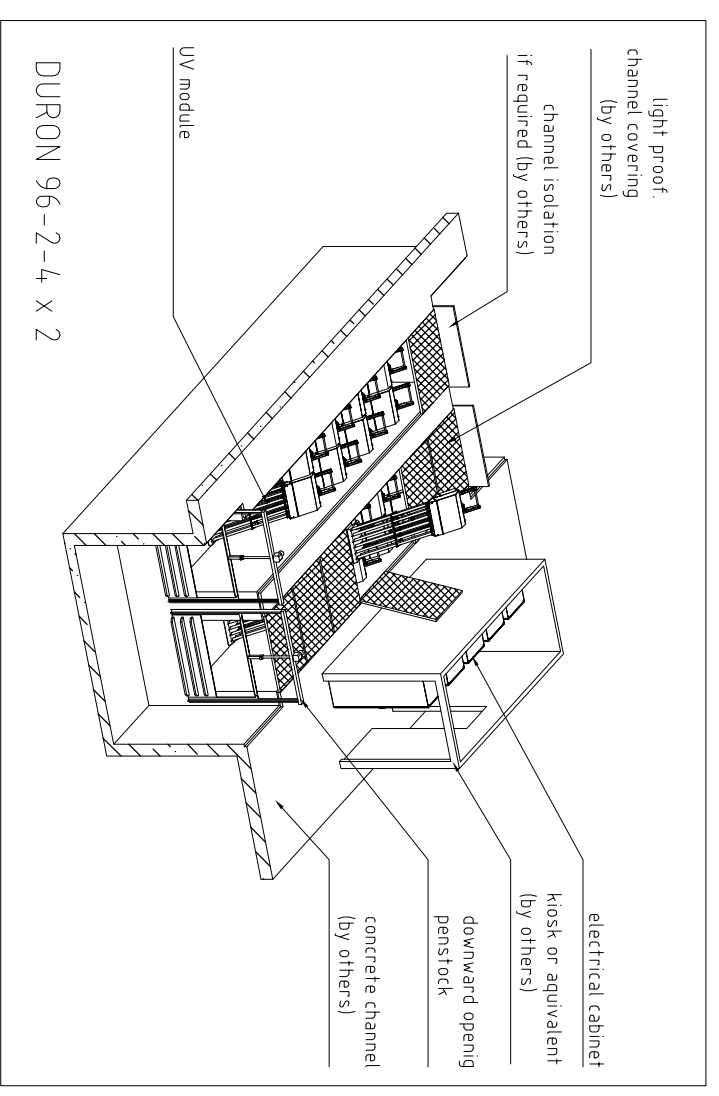 light proof.
channel covering
(by others)
channel isolation
if required (by others)
UV module
DURON 96-2-4 x 2
electrical cabinet
kiosk or aquivalent
(by others)
downward openig
penstock
concrete channel
(by others)